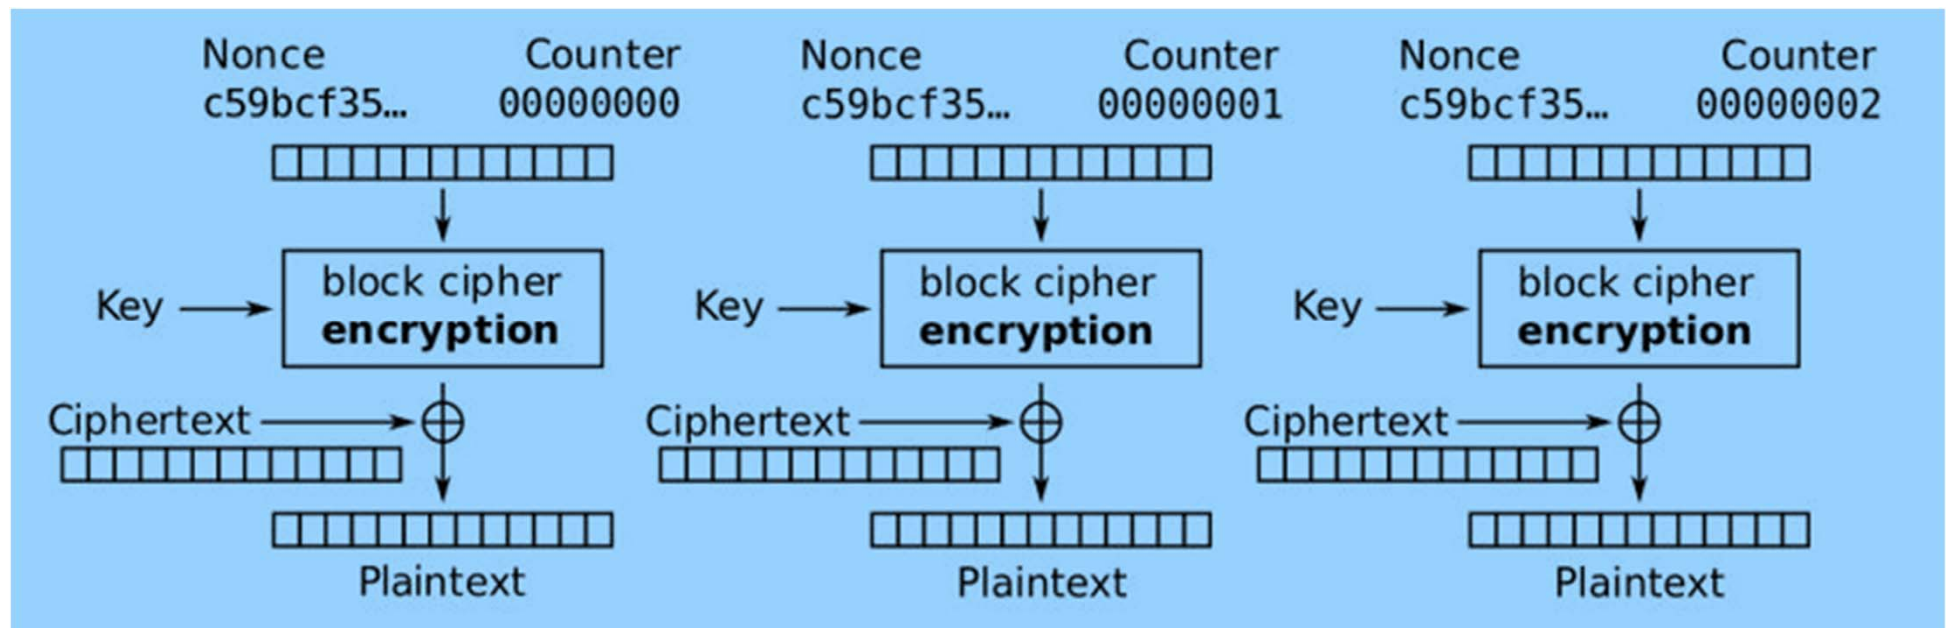 Nonce Counter Nonce Counter Nonce Counter
c59bcf35… 00000000 c59bcf35… 00000001 c59bcf35… 00000002
block cipher block cipher block cipher
Key Key Key
encryption encryption encryption
Ciphertext Ciphertext Ciphertext
Plaintext Plaintext Plaintext